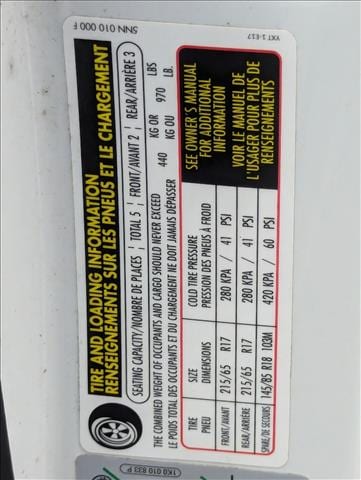 5NN 010 000 F
YXT 1-E17
TIRE AND LOADING INFORMATION
RENSEIGNEMENTS SUR LES PNEUS ET LE CHARGEMENT
SEATING CAPACITY/NOMBRE DE PLACES | TOTAL 5 | FRONT/AVANT 2 | REAR/ARRIÈRE 3
THE COMBINED WEIGHT OF OCCUPANTS AND CARGO SHOULD NEVER EXCEED 440 KG OR 970 LBS
LE POIDS TOTAL DES OCCUPANTS ET DU CHARGEMENT NE DOIT JAMAIS DÉPASSER KG OU LB.
TIRE SIZE COLD TIRE PRESSURE
PNEU DIMENSIONS PRESSION DES PNEUS À FROID
FRONT/AVANT 215/65 R17 280 KPA / 41 PSI
REAR/ARRIÈRE 215/65 R17 280 KPA / 41 PSI
SPARE/DE SECOURS 145/85 R18 103M 420 KPA / 60 PSI
SEE OWNER'S MANUAL
FOR ADDITIONAL
INFORMATION
VOIR LE MANUEL DE
L'USAGER POUR PLUS DE
RENSEIGNEMENTS
1K0 010 833 P